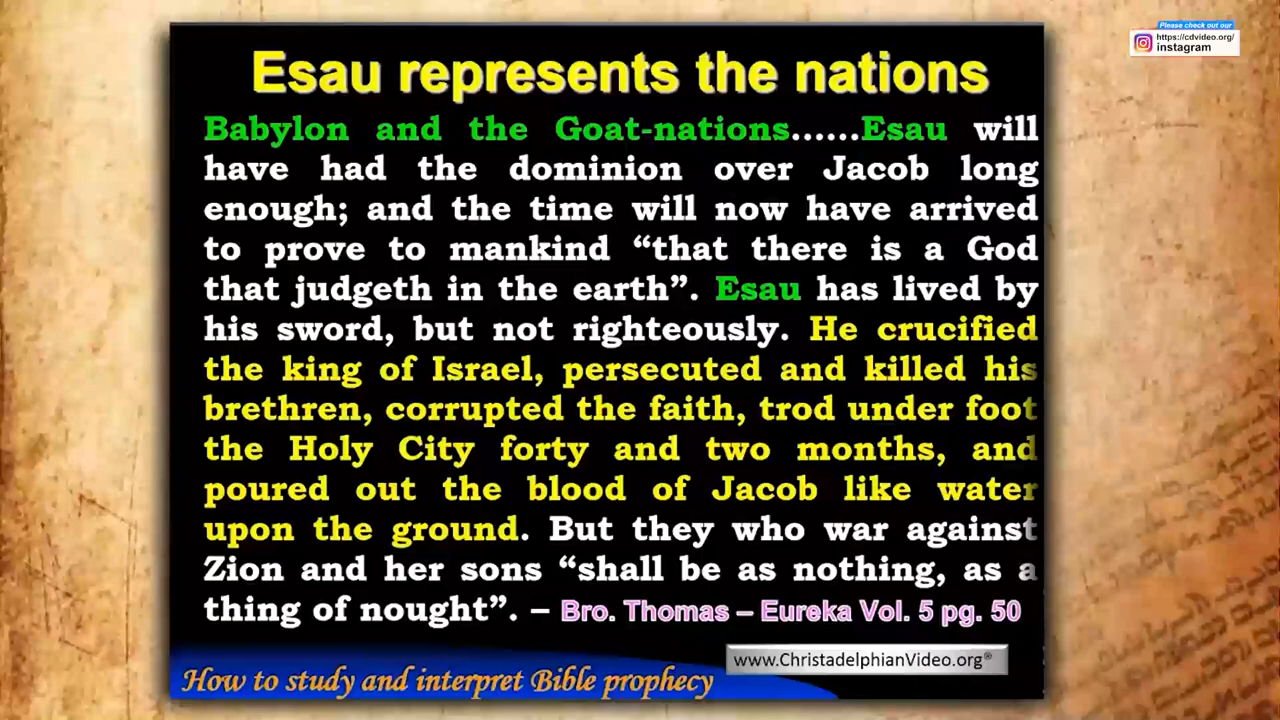 Please check out our
https://cdvideo.org/
instagram
Esau represents the nations
Babylon and the Goat-nations......Esau will
have had the dominion over Jacob long
enough; and the time will now have arrived
to prove to mankind “that there is a God
that judgeth in the earth”. Esau has lived by
his sword, but not righteously. He crucified
the king of Israel, persecuted and killed his
brethren, corrupted the faith, trod under foot
the Holy City forty and two months, and
poured out the blood of Jacob like water
upon the ground. But they who war against
Zion and her sons “shall be as nothing, as a
thing of nought”. – Bro. Thomas – Eureka Vol. 5 pg. 50
www.ChristadelphianVideo.org®
How to study and interpret Bible prophecy